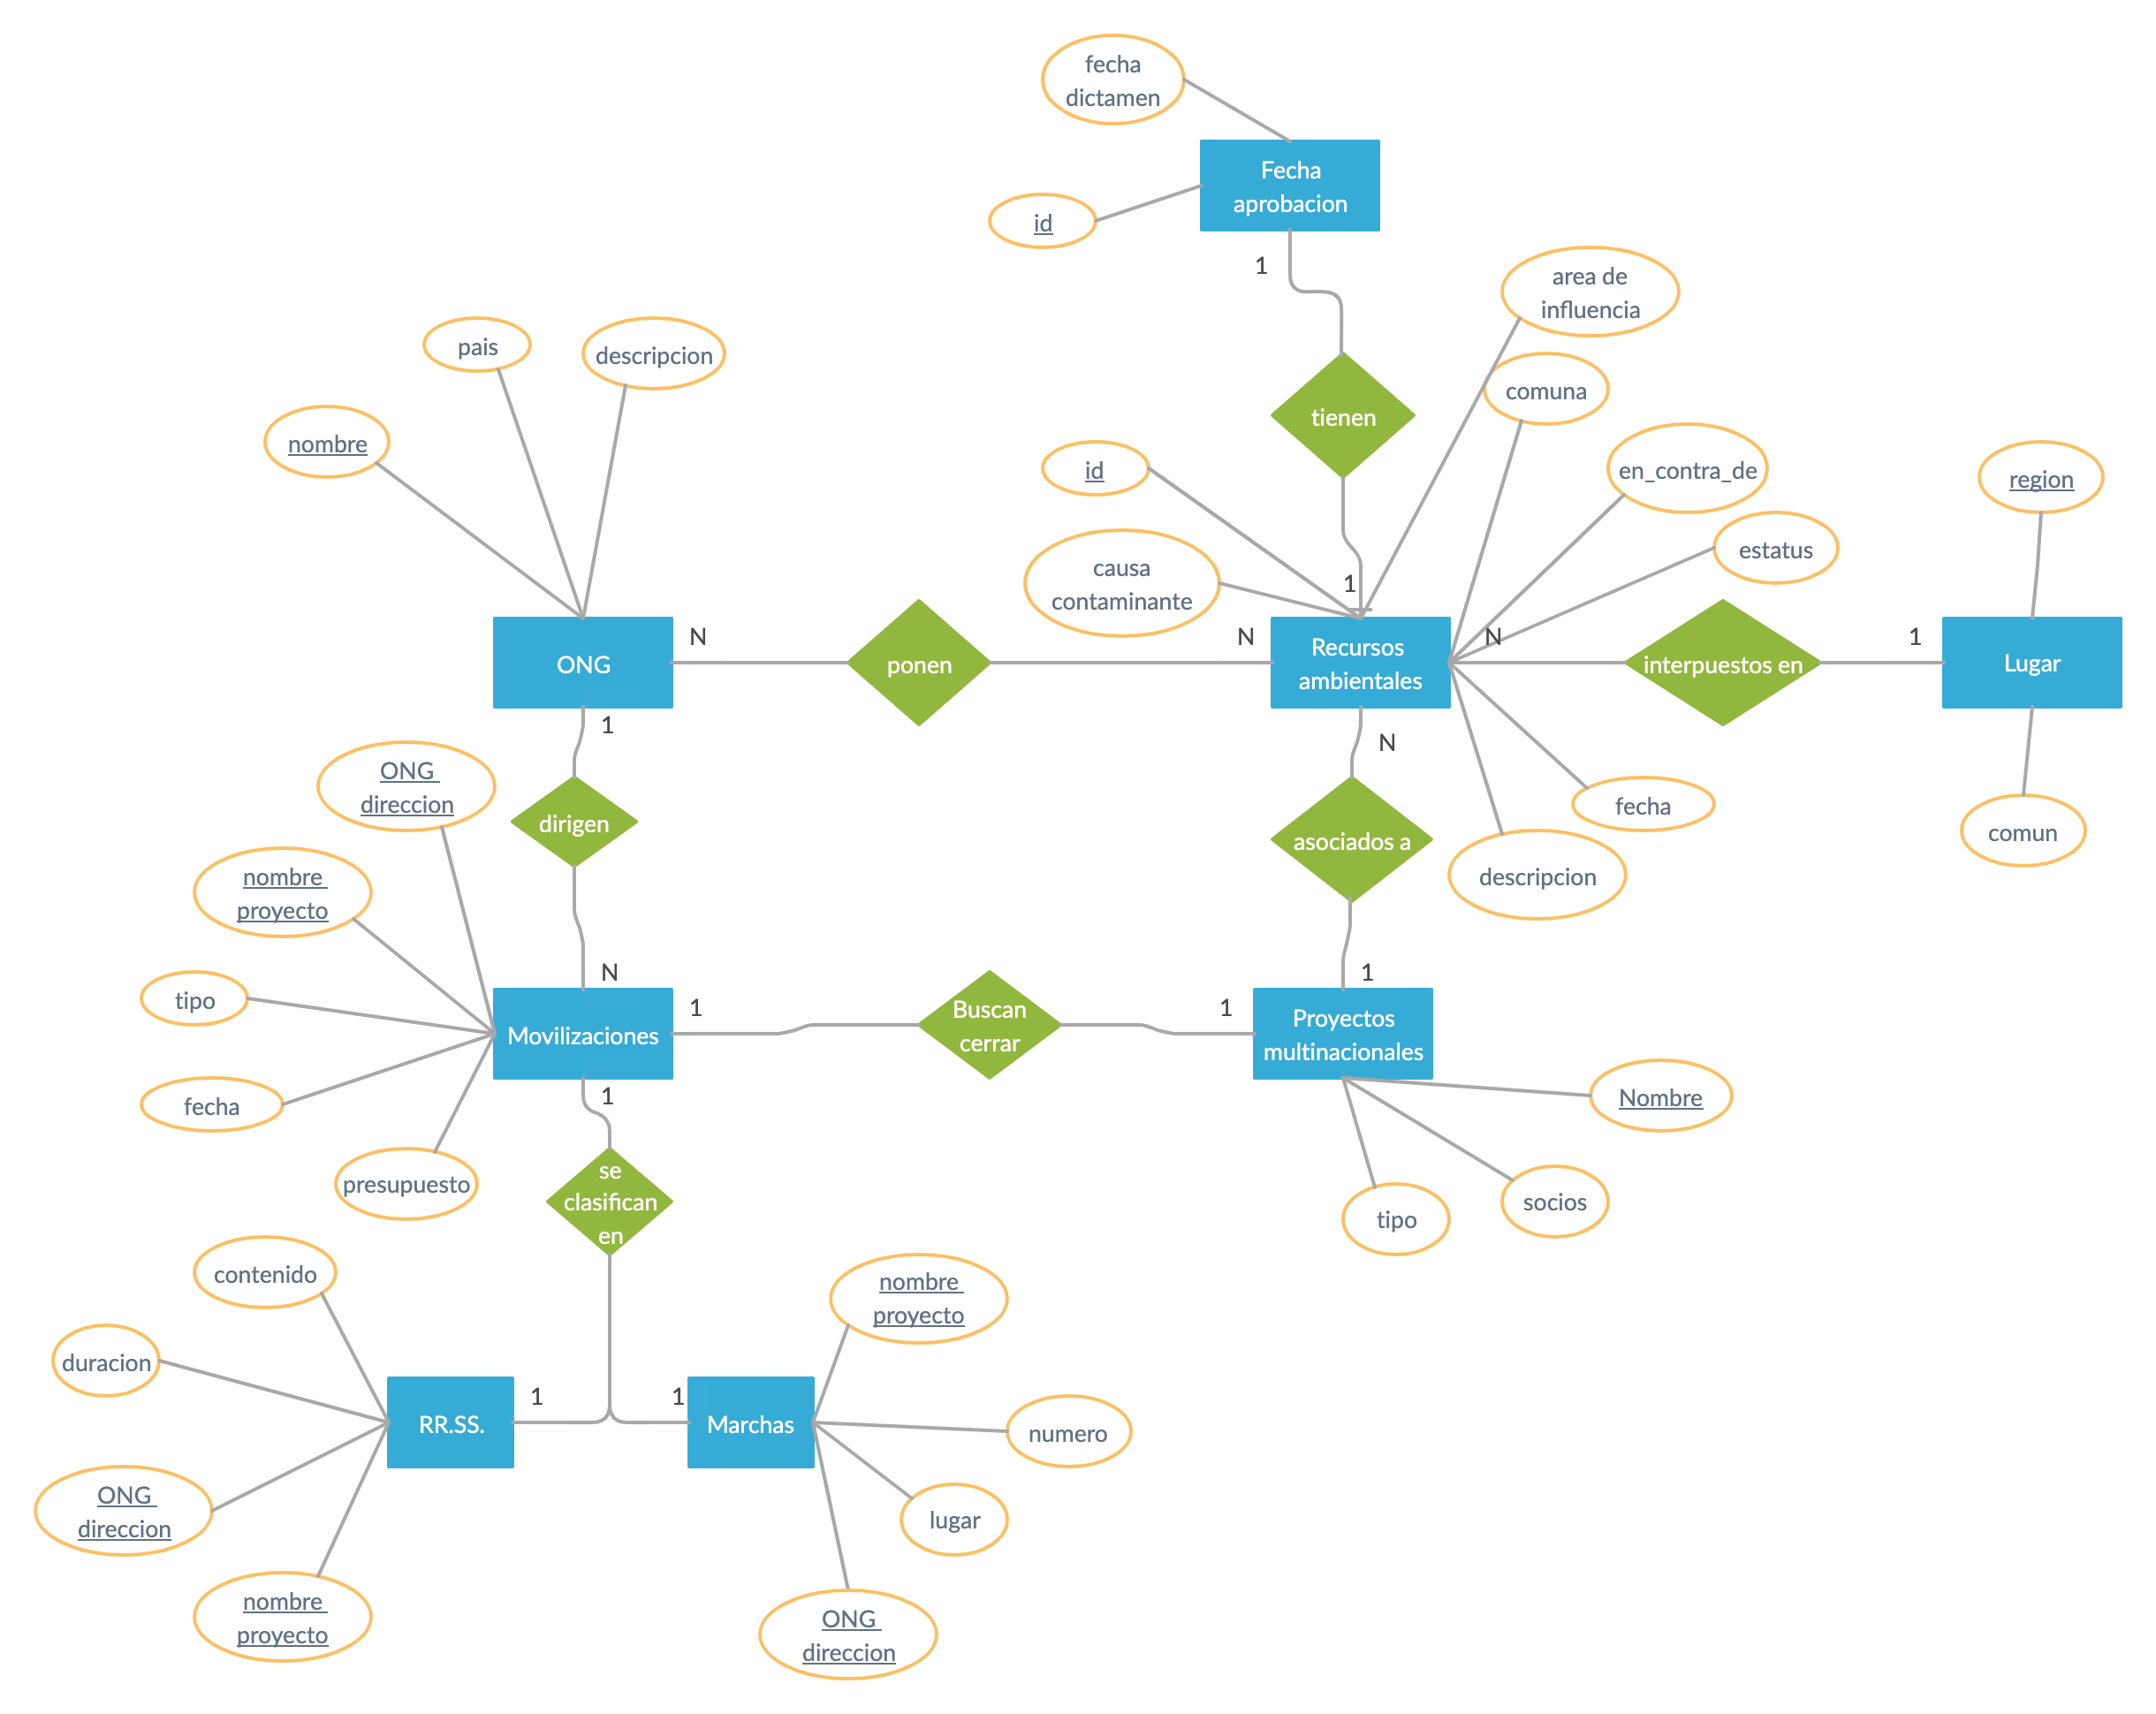 fecha
dictamen
Fecha
aprobacion
id
1
area de
influencia
pais
descripcion
comuna
tienen
nombre
id
en_contra_de
region
estatus
causa
contaminante
1
N
N
N
1
ONG
ponen
Recursos
ambientales
interpuestos en
Lugar
1
N
ONG
direccion
dirigen
asociados a
fecha
comun
nombre
proyecto
descripcion
N
1
tipo
1
1
Movilizaciones
Buscan
cerrar
Proyectos
multinacionales
fecha
1
Nombre
presupuesto
se
clasifican
en
tipo
socios
contenido
nombre
proyecto
duracion
1
1
RR.SS.
Marchas
numero
ONG
direccion
lugar
nombre
proyecto
ONG
direccion